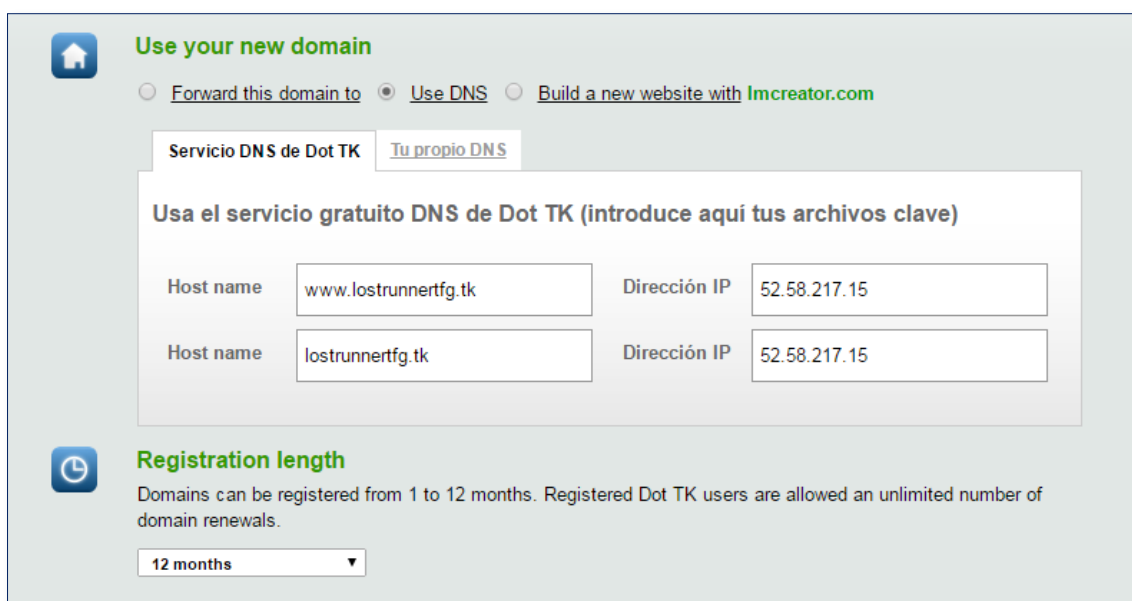 Use your new domain
Forward this domain to Use DNS Build a new website with Imcreator.com
Servicio DNS de Dot TK Tu propio DNS
Usa el servicio gratuito DNS de Dot TK (introduce aquí tus archivos clave)
Host name www.lostrunnertfg.tk Dirección IP 52.58.217.15
Host name lostrunnertfg.tk Dirección IP 52.58.217.15
Registration length
Domains can be registered from 1 to 12 months. Registered Dot TK users are allowed an unlimited number of
domain renewals.
12 months